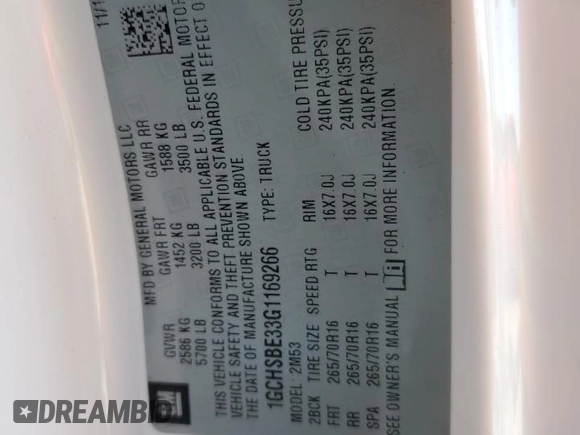 MFD BY GENERAL MOTORS LLC 11/1
GVWR GAWR FRT GAWR RR
2586 KG 1452 KG 1588 KG
5700 LB 3200 LB 3500 LB
THIS VEHICLE CONFORMS TO ALL APPLICABLE U.S. FEDERAL MOTOR
VEHICLE SAFETY AND THEFT PREVENTION STANDARDS IN EFFECT O
THE DATE OF MANUFACTURE SHOWN ABOVE.
1GCHSBE33G1169266 TYPE: TRUCK
MODEL: 2M53
2BCK TIRE SIZE SPEED RTG RIM COLD TIRE PRESSU
FRT 265/70R16 T 16X7.0J 240KPA(35PSI)
RR 265/70R16 T 16X7.0J 240KPA(35PSI)
SPA 265/70R16 T 16X7.0J 240KPA(35PSI)
SEE OWNER'S MANUAL FOR MORE INFORMATION.
GM
DREAMBID